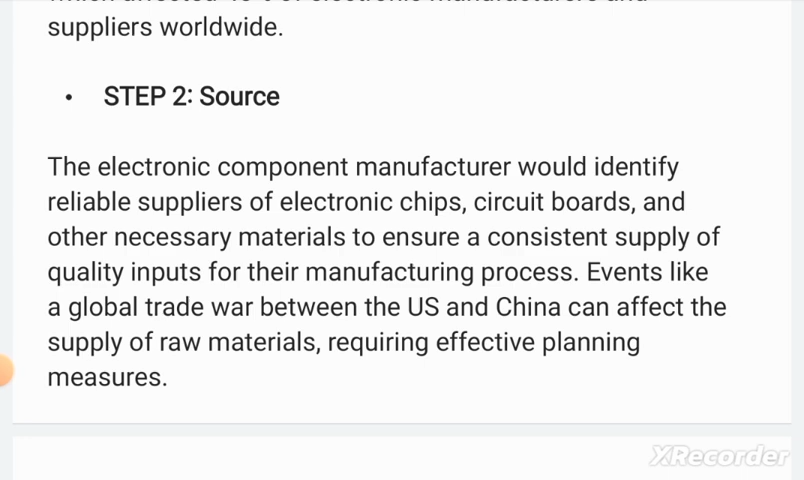 suppliers worldwide.
• STEP 2: Source
The electronic component manufacturer would identify
reliable suppliers of electronic chips, circuit boards, and
other necessary materials to ensure a consistent supply of
quality inputs for their manufacturing process. Events like
a global trade war between the US and China can affect the
supply of raw materials, requiring effective planning
measures.
XRecorder